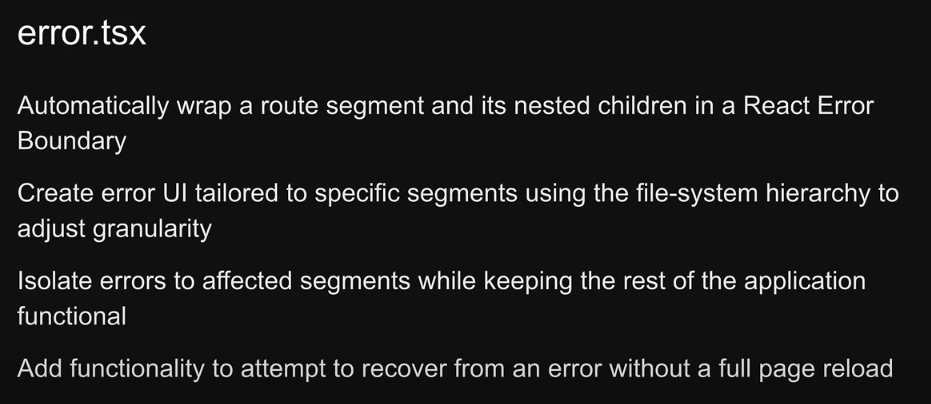 error.tsx
Automatically wrap a route segment and its nested children in a React Error
Boundary
Create error UI tailored to specific segments using the file-system hierarchy to
adjust granularity
Isolate errors to affected segments while keeping the rest of the application
functional
Add functionality to attempt to recover from an error without a full page reload